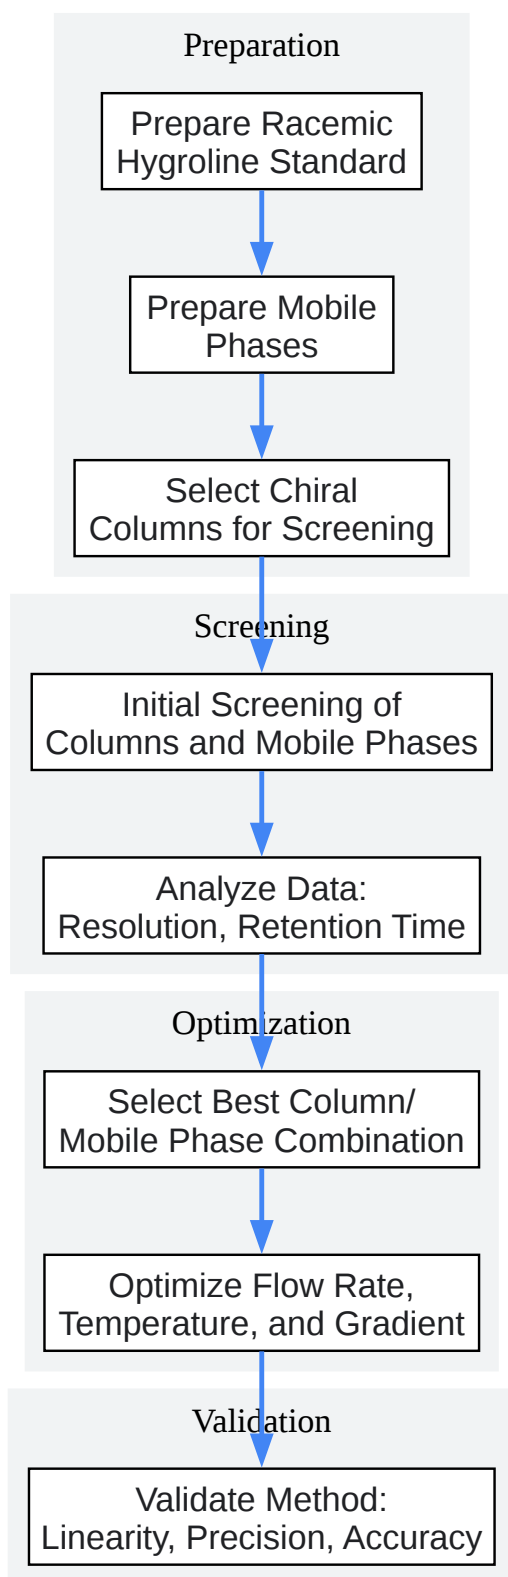 Preparation
Prepare Racemic
Hygroline Standard
Prepare Mobile
Phases
Select Chiral
Columns for Screening
Screening
Initial Screening of
Columns and Mobile Phases
Analyze Data:
Resolution, Retention Time
Optimization
Select Best Column/
Mobile Phase Combination
Optimize Flow Rate,
Temperature, and Gradient
Validation
Validate Method:
Linearity, Precision, Accuracy